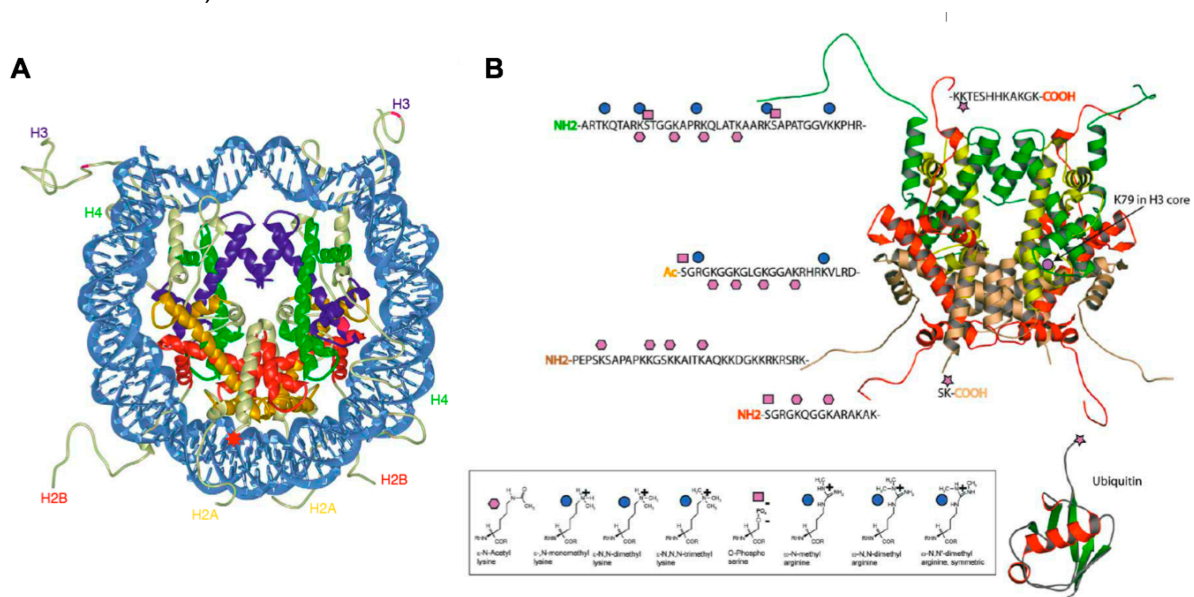 A
B
H3
H3
H4
H4
H2B
H2B
H2A
H2A
-KKTESHHKAKGK-COOH
NH2-ARTKQTARKSTGGKAPRKQLATKAARKSAPATGGVKKPHR-
K79 in H3 core
Ac-SGRGKGGKGLGKGGAKRHRKVLRD-
NH2-PEPSKSAPAPKKGSKKAITKAQKKDGKKRKRSRK-
SK-COOH
NH2-SGRGKQGGKARAKAK-
Ubiquitin
ε-N-Acetyl lysine
ε-,N-monomethyl lysine
ε-N,N-dimethyl lysine
ε-N,N,N-trimethyl lysine
O-Phospho serine
ω-N-methyl arginine
ω-N,N-dimethyl arginine
ω-N,N'-dimethyl arginine, symmetric